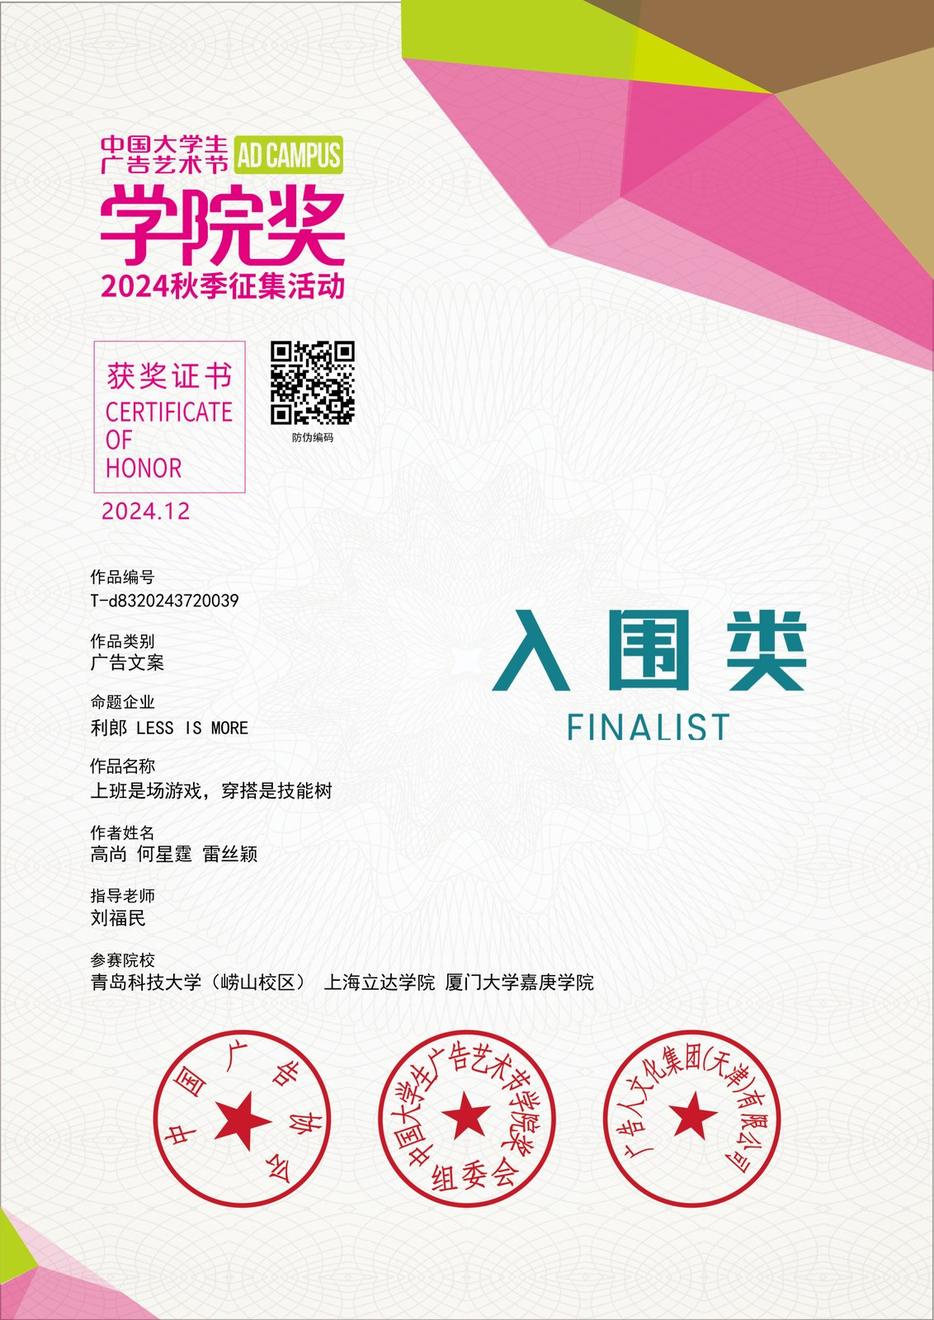 中国大学生
广告艺术节
AD CAMPUS
学院奖
2024秋季征集活动
获奖证书
CERTIFICATE
OF
HONOR
防伪编码
2024.12
作品编号
T-d8320243720039
作品类别
广告文案
命题企业
利郎 LESS IS MORE
作品名称
上班是场游戏，穿搭是技能树
作者姓名
高尚 何星霆 雷丝颖
指导老师
刘福民
参赛院校
青岛科技大学（崂山校区） 上海立达学院 厦门大学嘉庚学院
入围类
FINALIST
中国广告协会
中国大学生广告艺术节学院奖
组委会
广告人文化集团(天津)有限公司